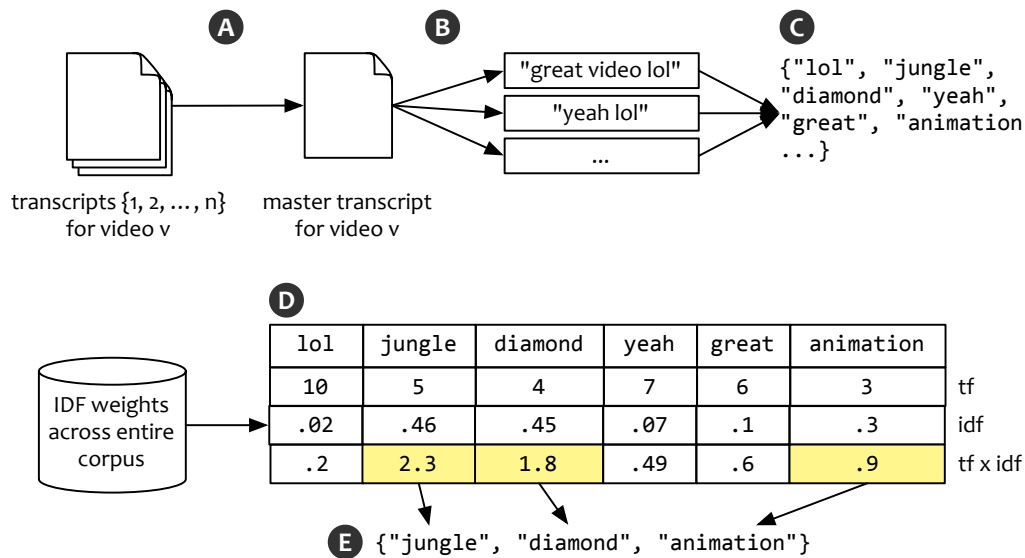 A
B
C
"great video lol"
"yeah lol"
...
{"lol", "jungle",
"diamond", "yeah",
"great", "animation
...}
transcripts {1, 2, ..., n}
for video v
master transcript
for video v
D
lol jungle diamond yeah great animation
10 5 4 7 6 3 tf
IDF weights
across entire
corpus
.02 .46 .45 .07 .1 .3 idf
.2 2.3 1.8 .49 .6 .9 tf x idf
E {"jungle", "diamond", "animation"}